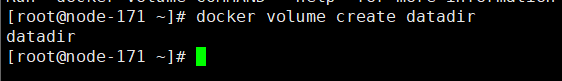 [root@node-171 ~]# docker volume create datadir
datadir
[root@node-171 ~]#